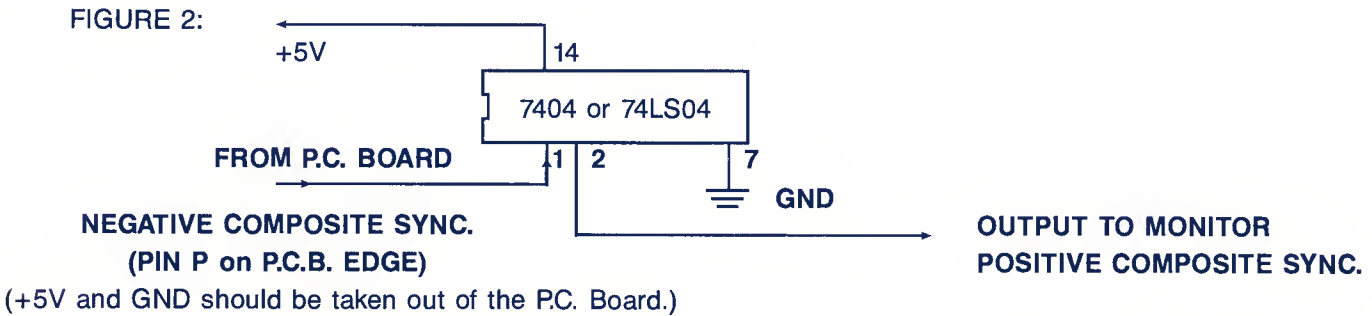 FIGURE 2:
+5V
14
7404 or 74LS04
FROM P.C. BOARD
1 2
7
GND
NEGATIVE COMPOSITE SYNC.
(PIN P on P.C.B. EDGE)
OUTPUT TO MONITOR
POSITIVE COMPOSITE SYNC.
(+5V and GND should be taken out of the P.C. Board.)